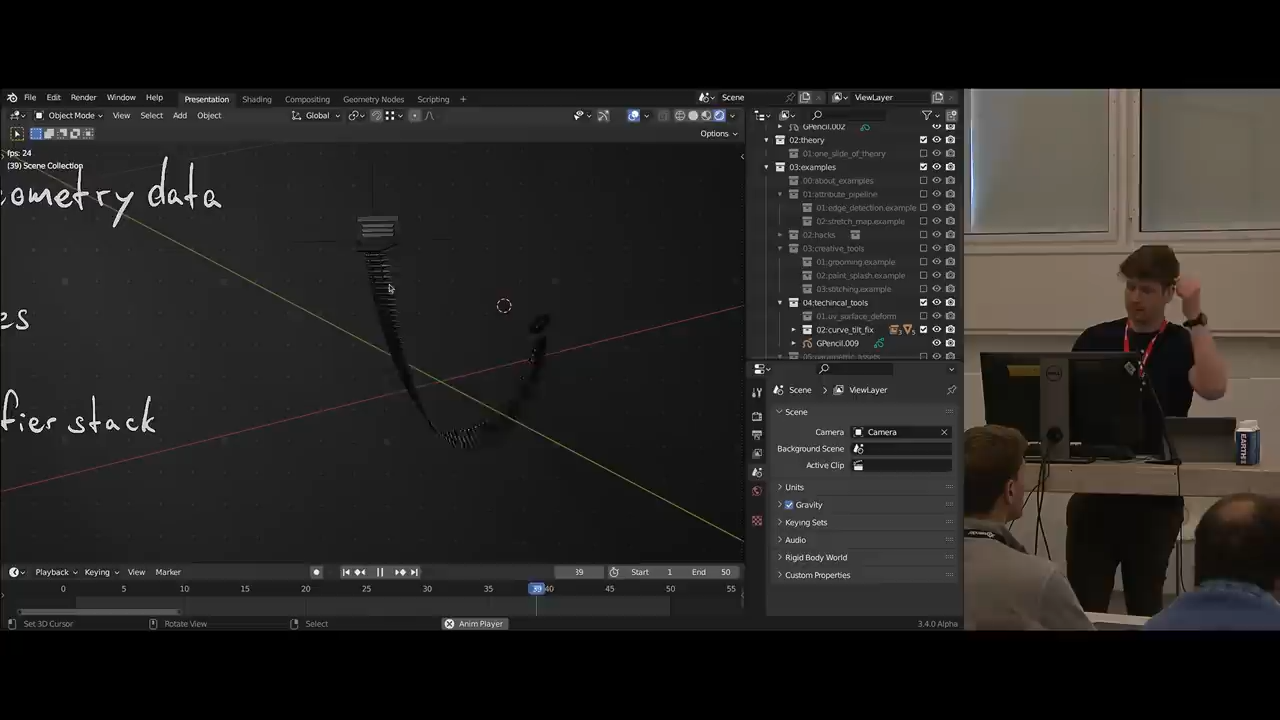 File Edit Render Window Help Presentation Shading Compositing Geometry Nodes Scripting + Scene ViewLayer
Object Mode View Select Add Object Global
Options
fps: 24
(39) Scene Collection
ometry data
es
fier stack
GPencil.002
02:theory
01:one_slide_of_theory
03:examples
00:about_examples
01:attribute_pipeline
01:edge_detection.example
02:stretch_map.example
02:hacks
03:creative_tools
01:grooming.example
02:paint_splash.example
03:stitching.example
04:techincal_tools
01.uv_surface_deform
02:curve_tilt_fix
GPencil.009
Scene > ViewLayer
Scene
Camera Camera
Background Scene
Active Clip
Units
Gravity
Keying Sets
Audio
Rigid Body World
Custom Properties
Playback Keying View Marker 39 Start 1 End 50
0 5 10 15 20 25 30 35 39 40 45 50 55
Set 3D Cursor Rotate View Select Anim Player 3.4.0 Alpha
DELL